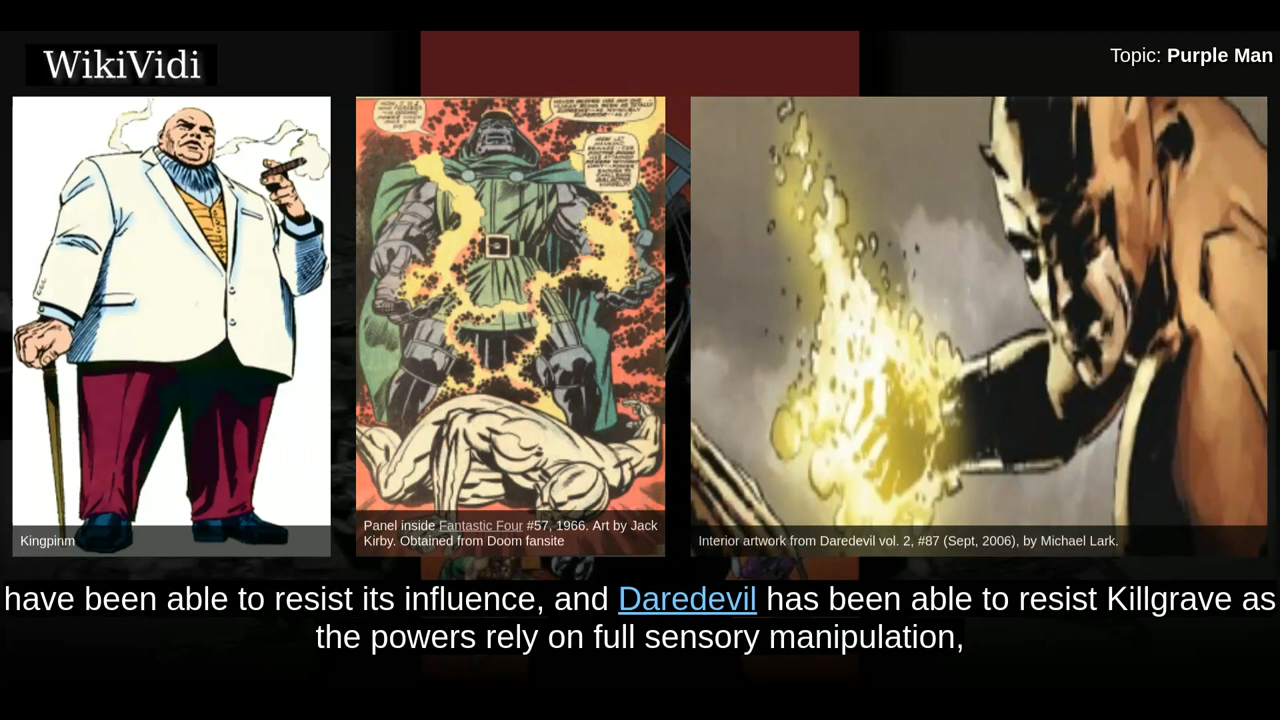 WikiVidi
Topic: Purple Man
Kingpinm
Panel inside Fantastic Four #57, 1966. Art by Jack
Kirby. Obtained from Doom fansite
Interior artwork from Daredevil vol. 2, #87 (Sept, 2006), by Michael Lark.
have been able to resist its influence, and Daredevil has been able to resist Killgrave as
the powers rely on full sensory manipulation,